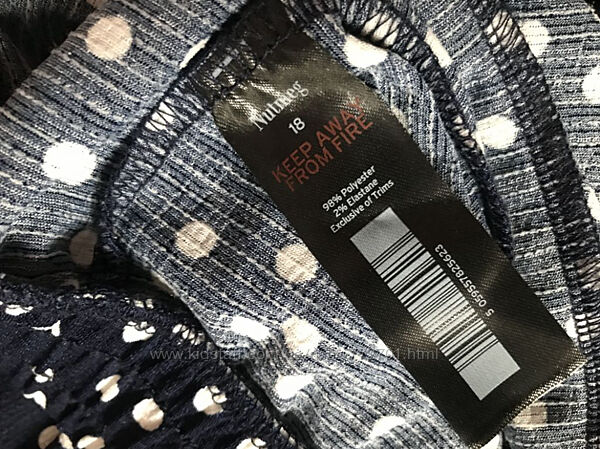 Nutmeg
18
KEEP AWAY
FROM FIRE
98% Polyester
2% Elastane
Exclusive of Trims